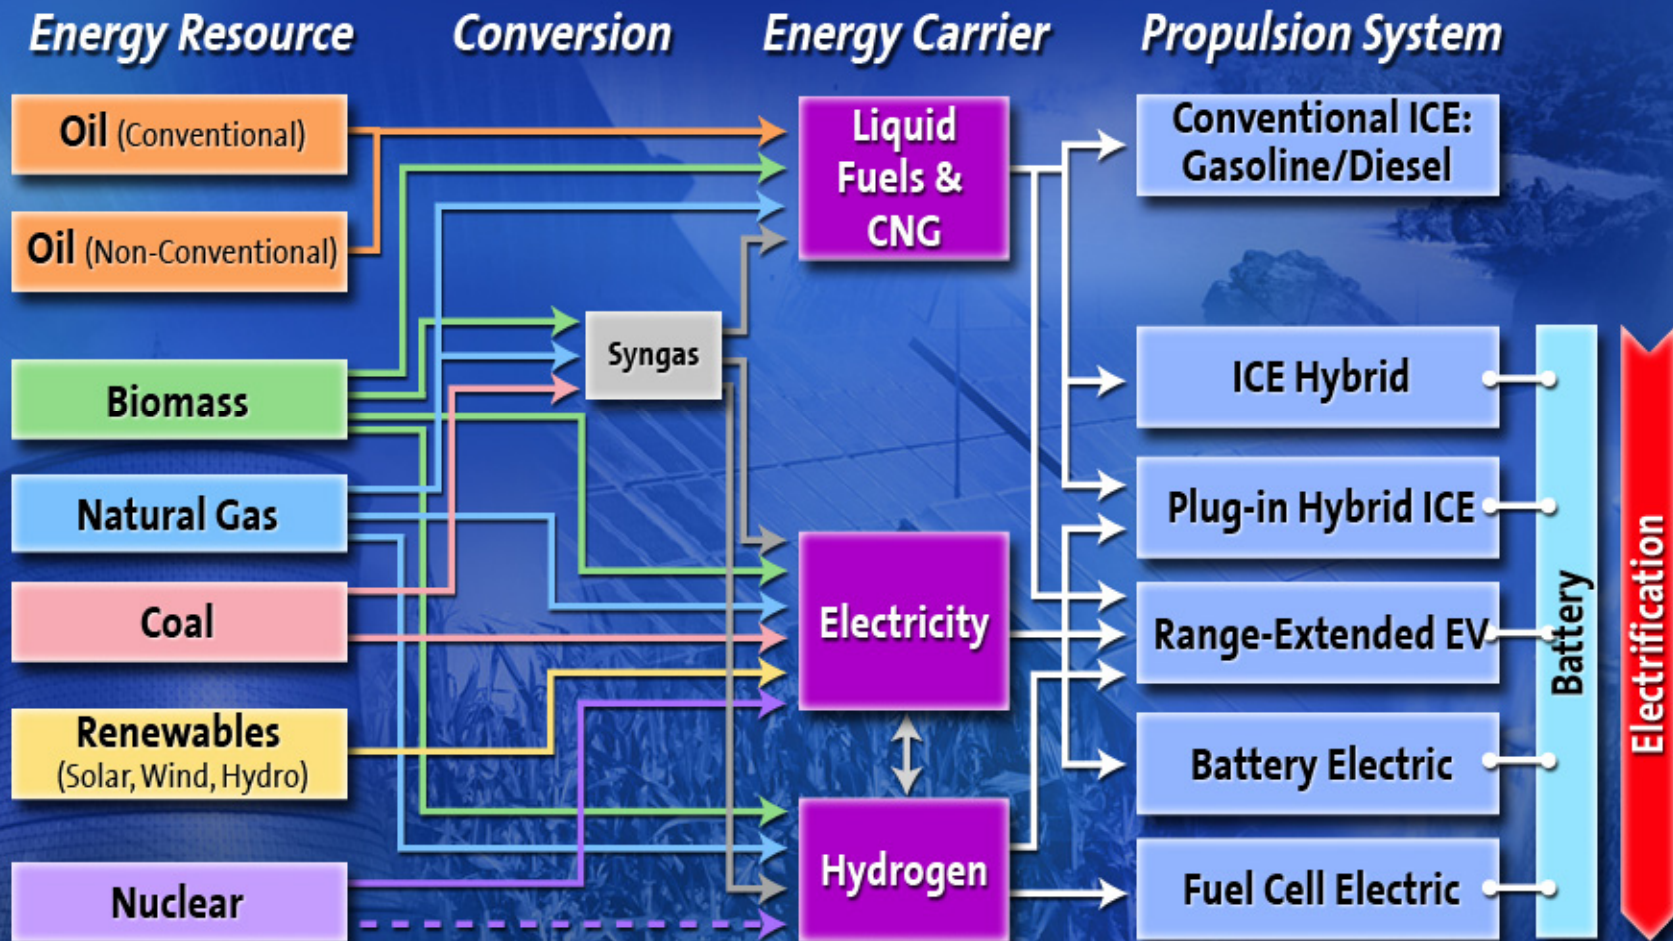 Energy Resource
Conversion
Energy Carrier
Propulsion System
Oil (Conventional)
Oil (Non-Conventional)
Biomass
Natural Gas
Coal
Renewables
(Solar, Wind, Hydro)
Nuclear
Syngas
Liquid
Fuels &
CNG
Electricity
Hydrogen
Conventional ICE:
Gasoline/Diesel
ICE Hybrid
Plug-in Hybrid ICE
Range-Extended EV
Battery Electric
Fuel Cell Electric
Battery
Electrification